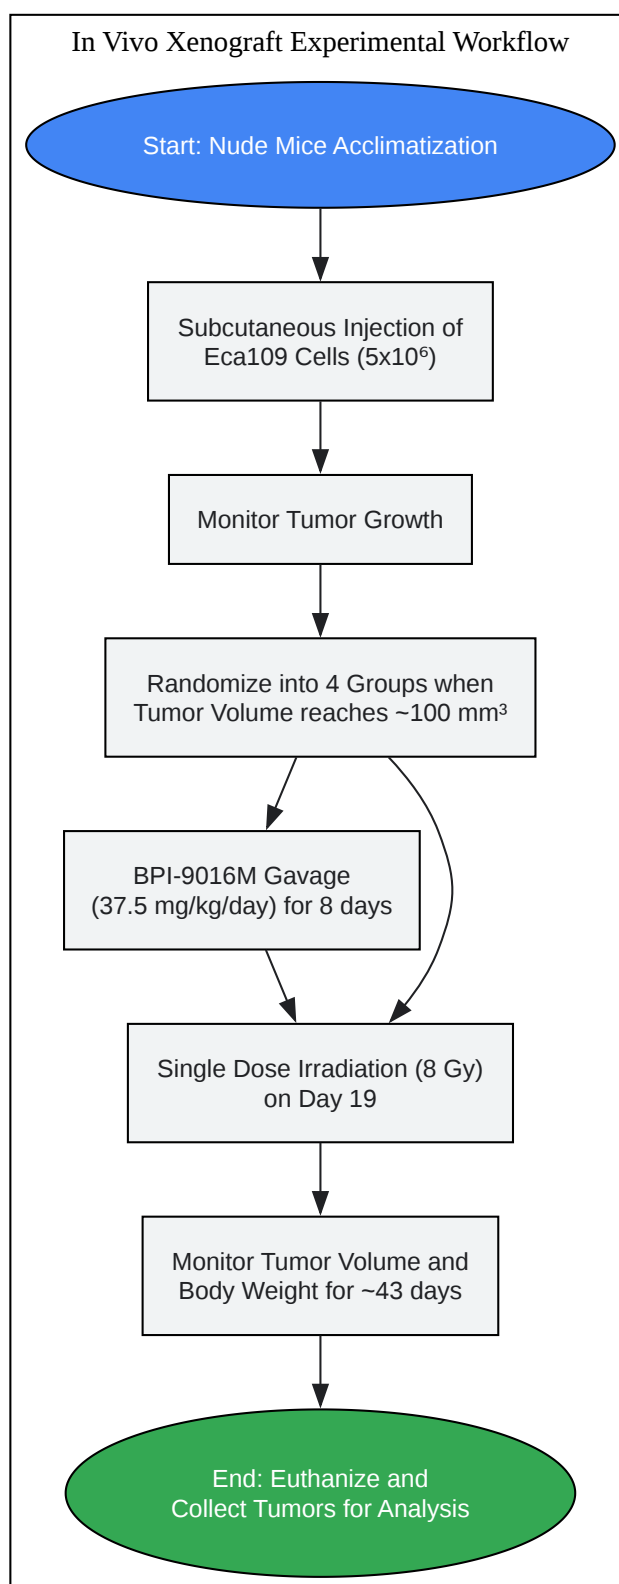 In Vivo Xenograft Experimental Workflow
Start: Nude Mice Acclimatization
Subcutaneous Injection of
Eca109 Cells (5x10⁶)
Monitor Tumor Growth
Randomize into 4 Groups when
Tumor Volume reaches ~100 mm³
BPI-9016M Gavage
(37.5 mg/kg/day) for 8 days
Single Dose Irradiation (8 Gy)
on Day 19
Monitor Tumor Volume and
Body Weight for ~43 days
End: Euthanize and
Collect Tumors for Analysis